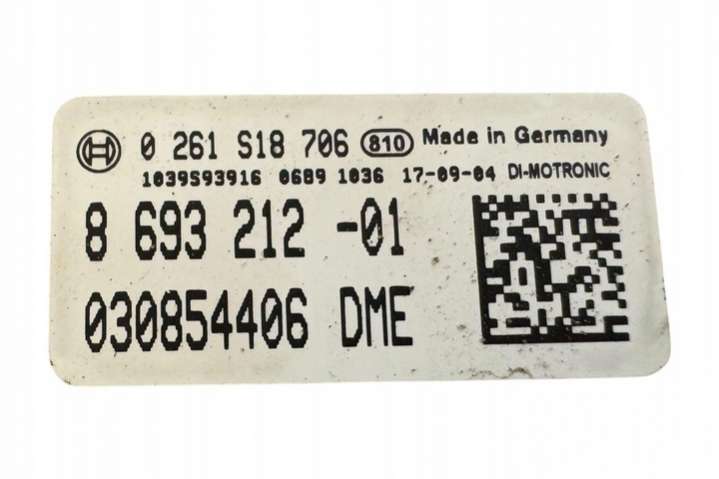 0 261 S18 706 810 Made in Germany
1039S93916 0689 1036 17-09-04 DI-MOTRONIC
8 693 212 -01
030854406 DME